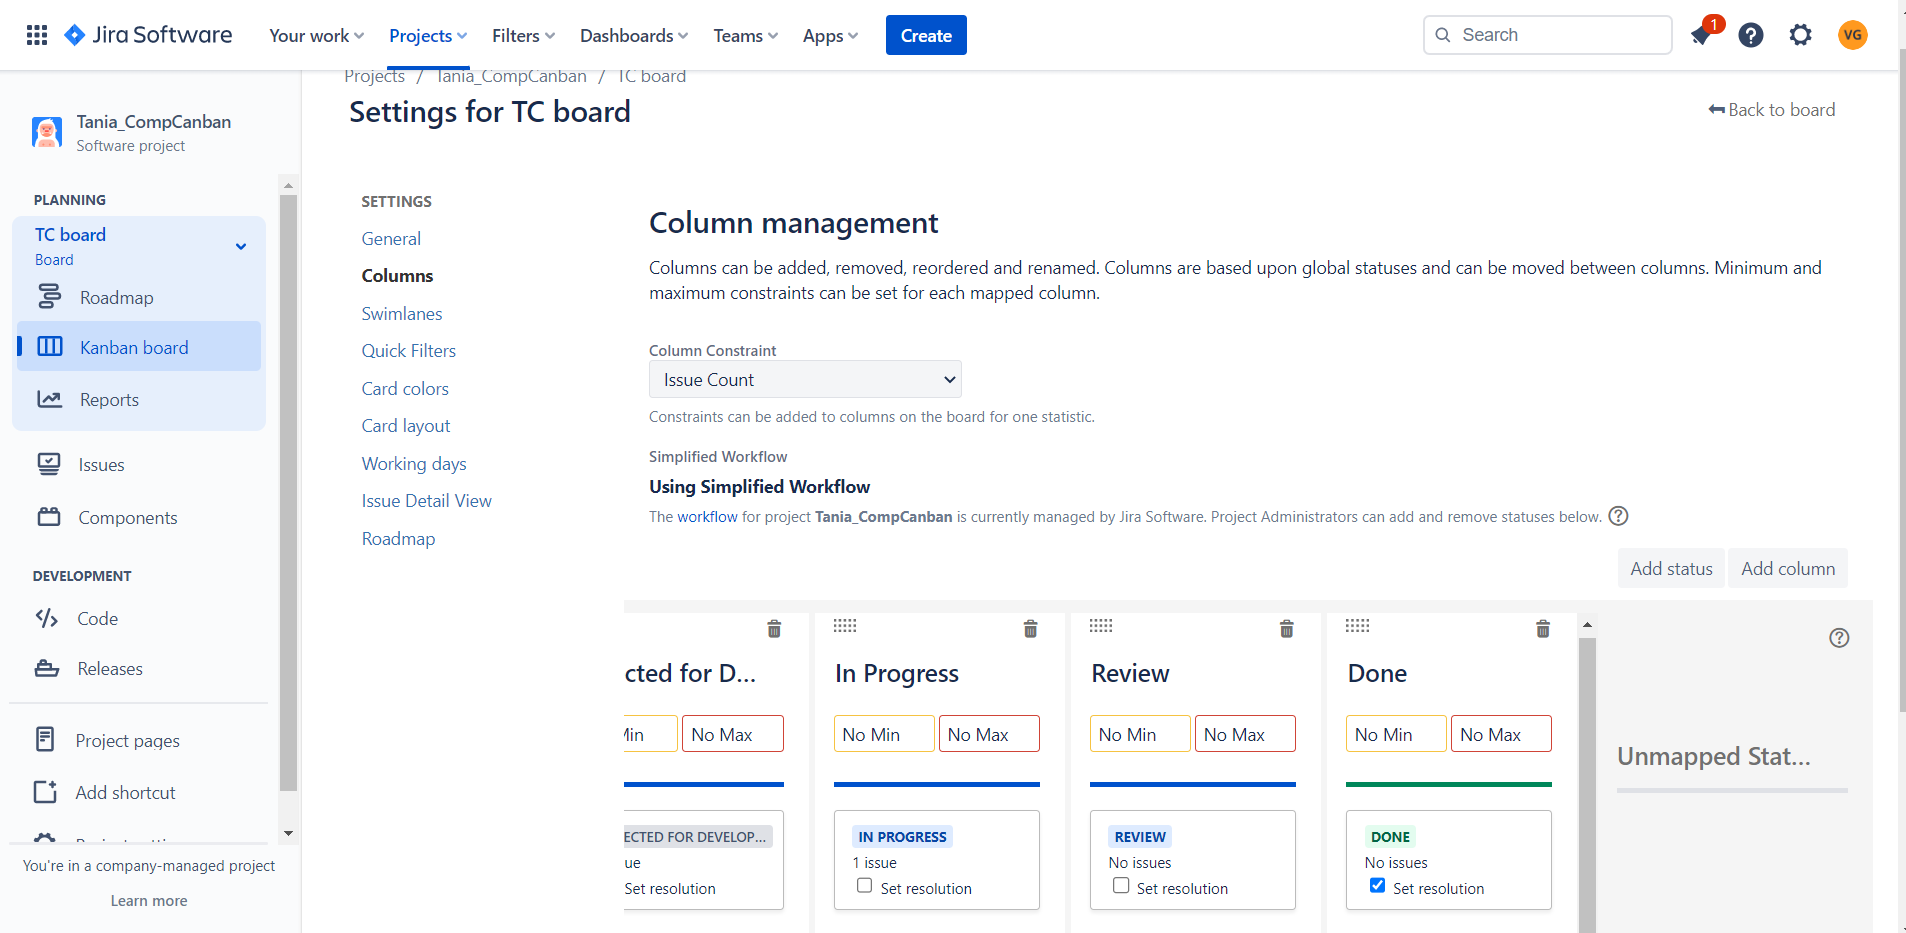 Jira Software
Your work
Projects
Filters
Dashboards
Teams
Apps
Create
Search
1
VG
Projects / Tania_CompCanban / TC board
Settings for TC board
Back to board
Tania_CompCanban
Software project
PLANNING
TC board
Board
Roadmap
Kanban board
Reports
Issues
Components
DEVELOPMENT
Code
Releases
Project pages
Add shortcut
You're in a company-managed project
Learn more
SETTINGS
General
Columns
Swimlanes
Quick Filters
Card colors
Card layout
Working days
Issue Detail View
Roadmap
Column management
Columns can be added, removed, reordered and renamed. Columns are based upon global statuses and can be moved between columns. Minimum and
maximum constraints can be set for each mapped column.
Column Constraint
Issue Count
Constraints can be added to columns on the board for one statistic.
Simplified Workflow
Using Simplified Workflow
The workflow for project Tania_CompCanban is currently managed by Jira Software. Project Administrators can add and remove statuses below.
Add status
Add column
cted for D...
No Max
ECTED FOR DEVELOP...
ue
Set resolution
In Progress
No Min
No Max
IN PROGRESS
1 issue
Set resolution
Review
No Min
No Max
REVIEW
No issues
Set resolution
Done
No Min
No Max
DONE
No issues
Set resolution
Unmapped Stat...